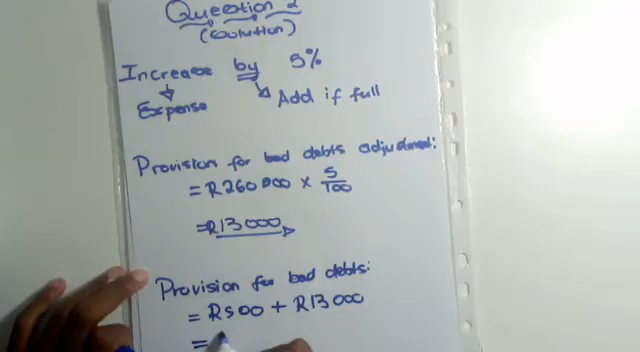 Question 2
(Solution)
Increase by 5%
Expense Add if full
Provision for bad debts adjustment:
= R260 000 × 5/100
= R13 000
Provision for bad debts:
= R500 + R13 000
=